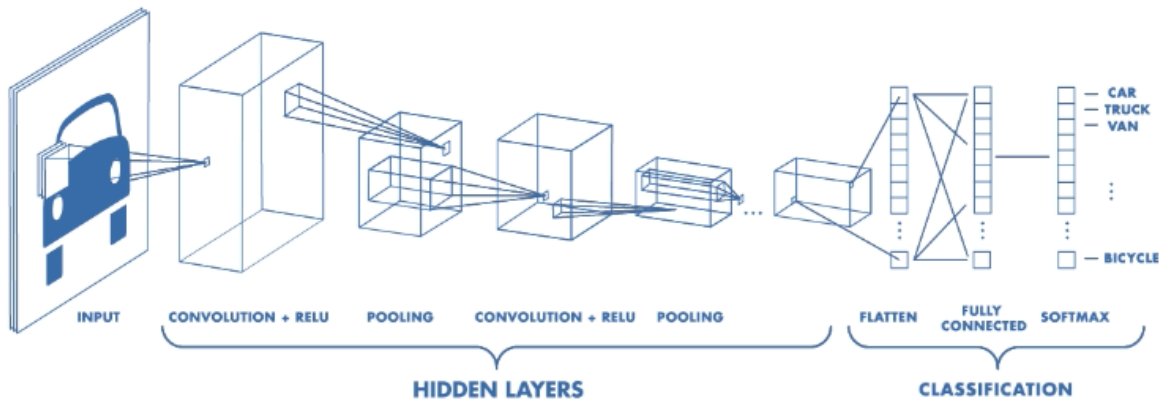 CAR
TRUCK
VAN
BICYCLE
INPUT
CONVOLUTION + RELU
POOLING
CONVOLUTION + RELU
POOLING
FLATTEN
FULLY
CONNECTED
SOFTMAX
HIDDEN LAYERS
CLASSIFICATION